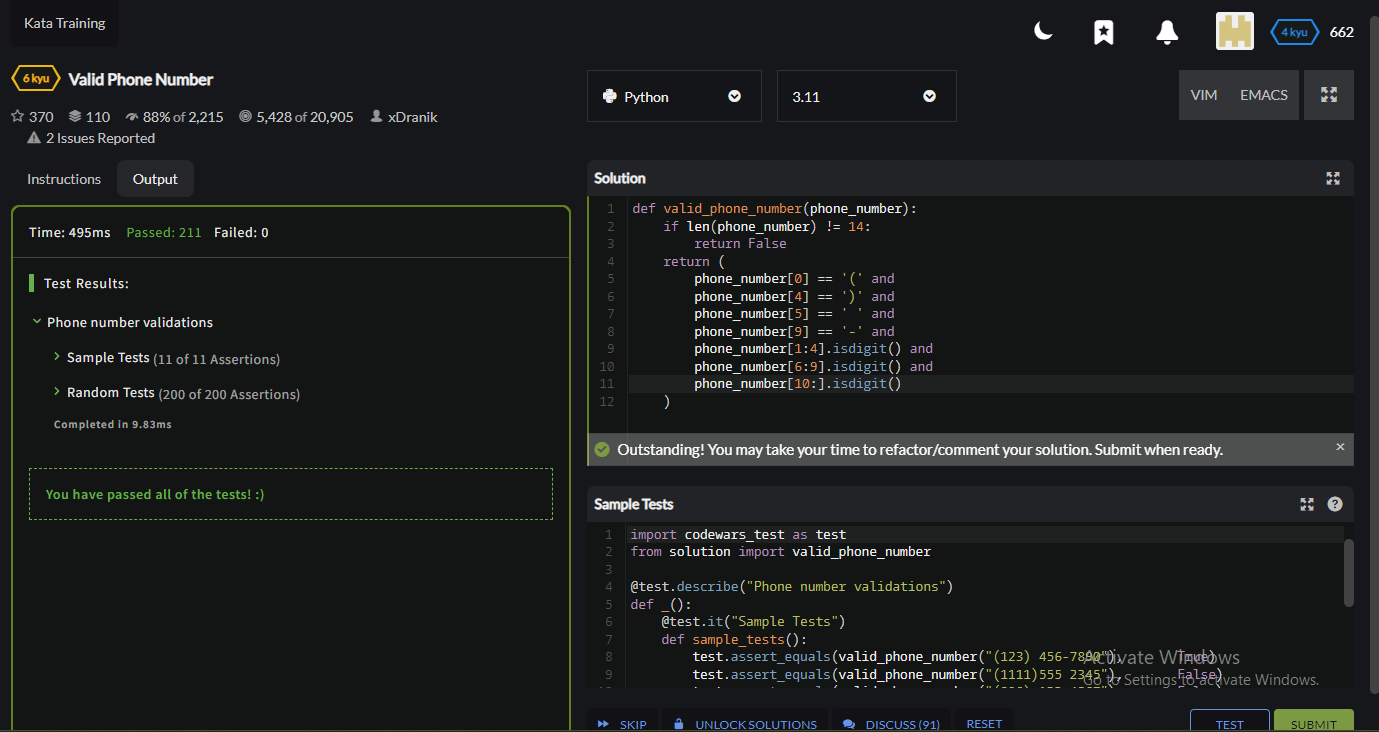 Kata Training
4 kyu 662
6 kyu Valid Phone Number
370 110 88% of 2,215 5,428 of 20,905 xDranik
2 Issues Reported
Instructions Output
Time: 495ms Passed: 211 Failed: 0
Test Results:
Phone number validations
Sample Tests (11 of 11 Assertions)
Random Tests (200 of 200 Assertions)
Completed in 9.83ms
You have passed all of the tests! :)
Python 3.11 VIM EMACS
Solution
1 def valid_phone_number(phone_number):
2 if len(phone_number) != 14:
3 return False
4 return (
5 phone_number[0] == '(' and
6 phone_number[4] == ')' and
7 phone_number[5] == ' ' and
8 phone_number[9] == '-' and
9 phone_number[1:4].isdigit() and
10 phone_number[6:9].isdigit() and
11 phone_number[10:].isdigit()
12 )
Outstanding! You may take your time to refactor/comment your solution. Submit when ready.
Sample Tests
1 import codewars_test as test
2 from solution import valid_phone_number
3
4 @test.describe("Phone number validations")
5 def _():
6 @test.it("Sample Tests")
7 def sample_tests():
8 test.assert_equals(valid_phone_number("(123) 456-7890"), True)
9 test.assert_equals(valid_phone_number("(1111)555 2345"), False)
Activate Windows
Go to Settings to activate Windows.
SKIP UNLOCK SOLUTIONS DISCUSS (91) RESET TEST SUBMIT